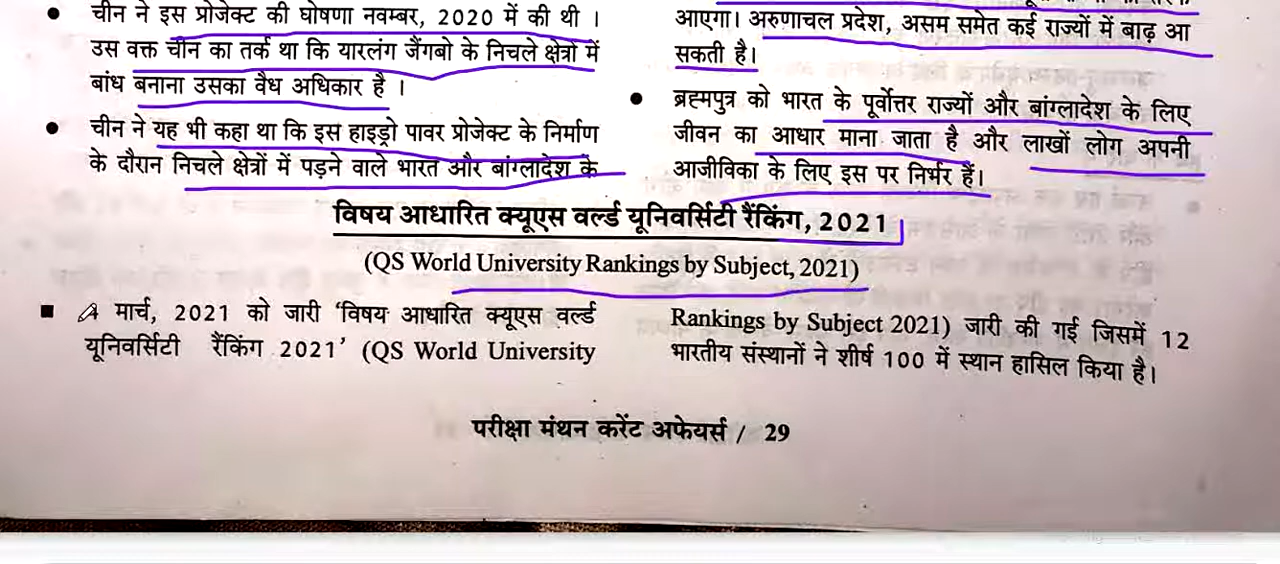 चीन ने इस प्रोजेक्ट की घोषणा नवम्बर, 2020 में की थी ।
उस वक्त चीन का तर्क था कि यारलंग जैंगबो के निचले क्षेत्रों में
बांध बनाना उसका वैध अधिकार है ।
चीन ने यह भी कहा था कि इस हाइड्रो पावर प्रोजेक्ट के निर्माण
के दौरान निचले क्षेत्रों में पड़ने वाले भारत और बांग्लादेश के
आएगा। अरुणाचल प्रदेश, असम समेत कई राज्यों में बाढ़ आ
सकती है।
ब्रह्मपुत्र को भारत के पूर्वोत्तर राज्यों और बांग्लादेश के लिए
जीवन का आधार माना जाता है और लाखों लोग अपनी
आजीविका के लिए इस पर निर्भर हैं।
विषय आधारित क्यूएस वर्ल्ड यूनिवर्सिटी रैंकिंग, 2021
(QS World University Rankings by Subject, 2021)
मार्च, 2021 को जारी ‘विषय आधारित क्यूएस वर्ल्ड
यूनिवर्सिटी रैंकिंग 2021’ (QS World University
Rankings by Subject 2021) जारी की गई जिसमें 12
भारतीय संस्थानों ने शीर्ष 100 में स्थान हासिल किया है।
परीक्षा मंथन करेंट अफेयर्स / 29